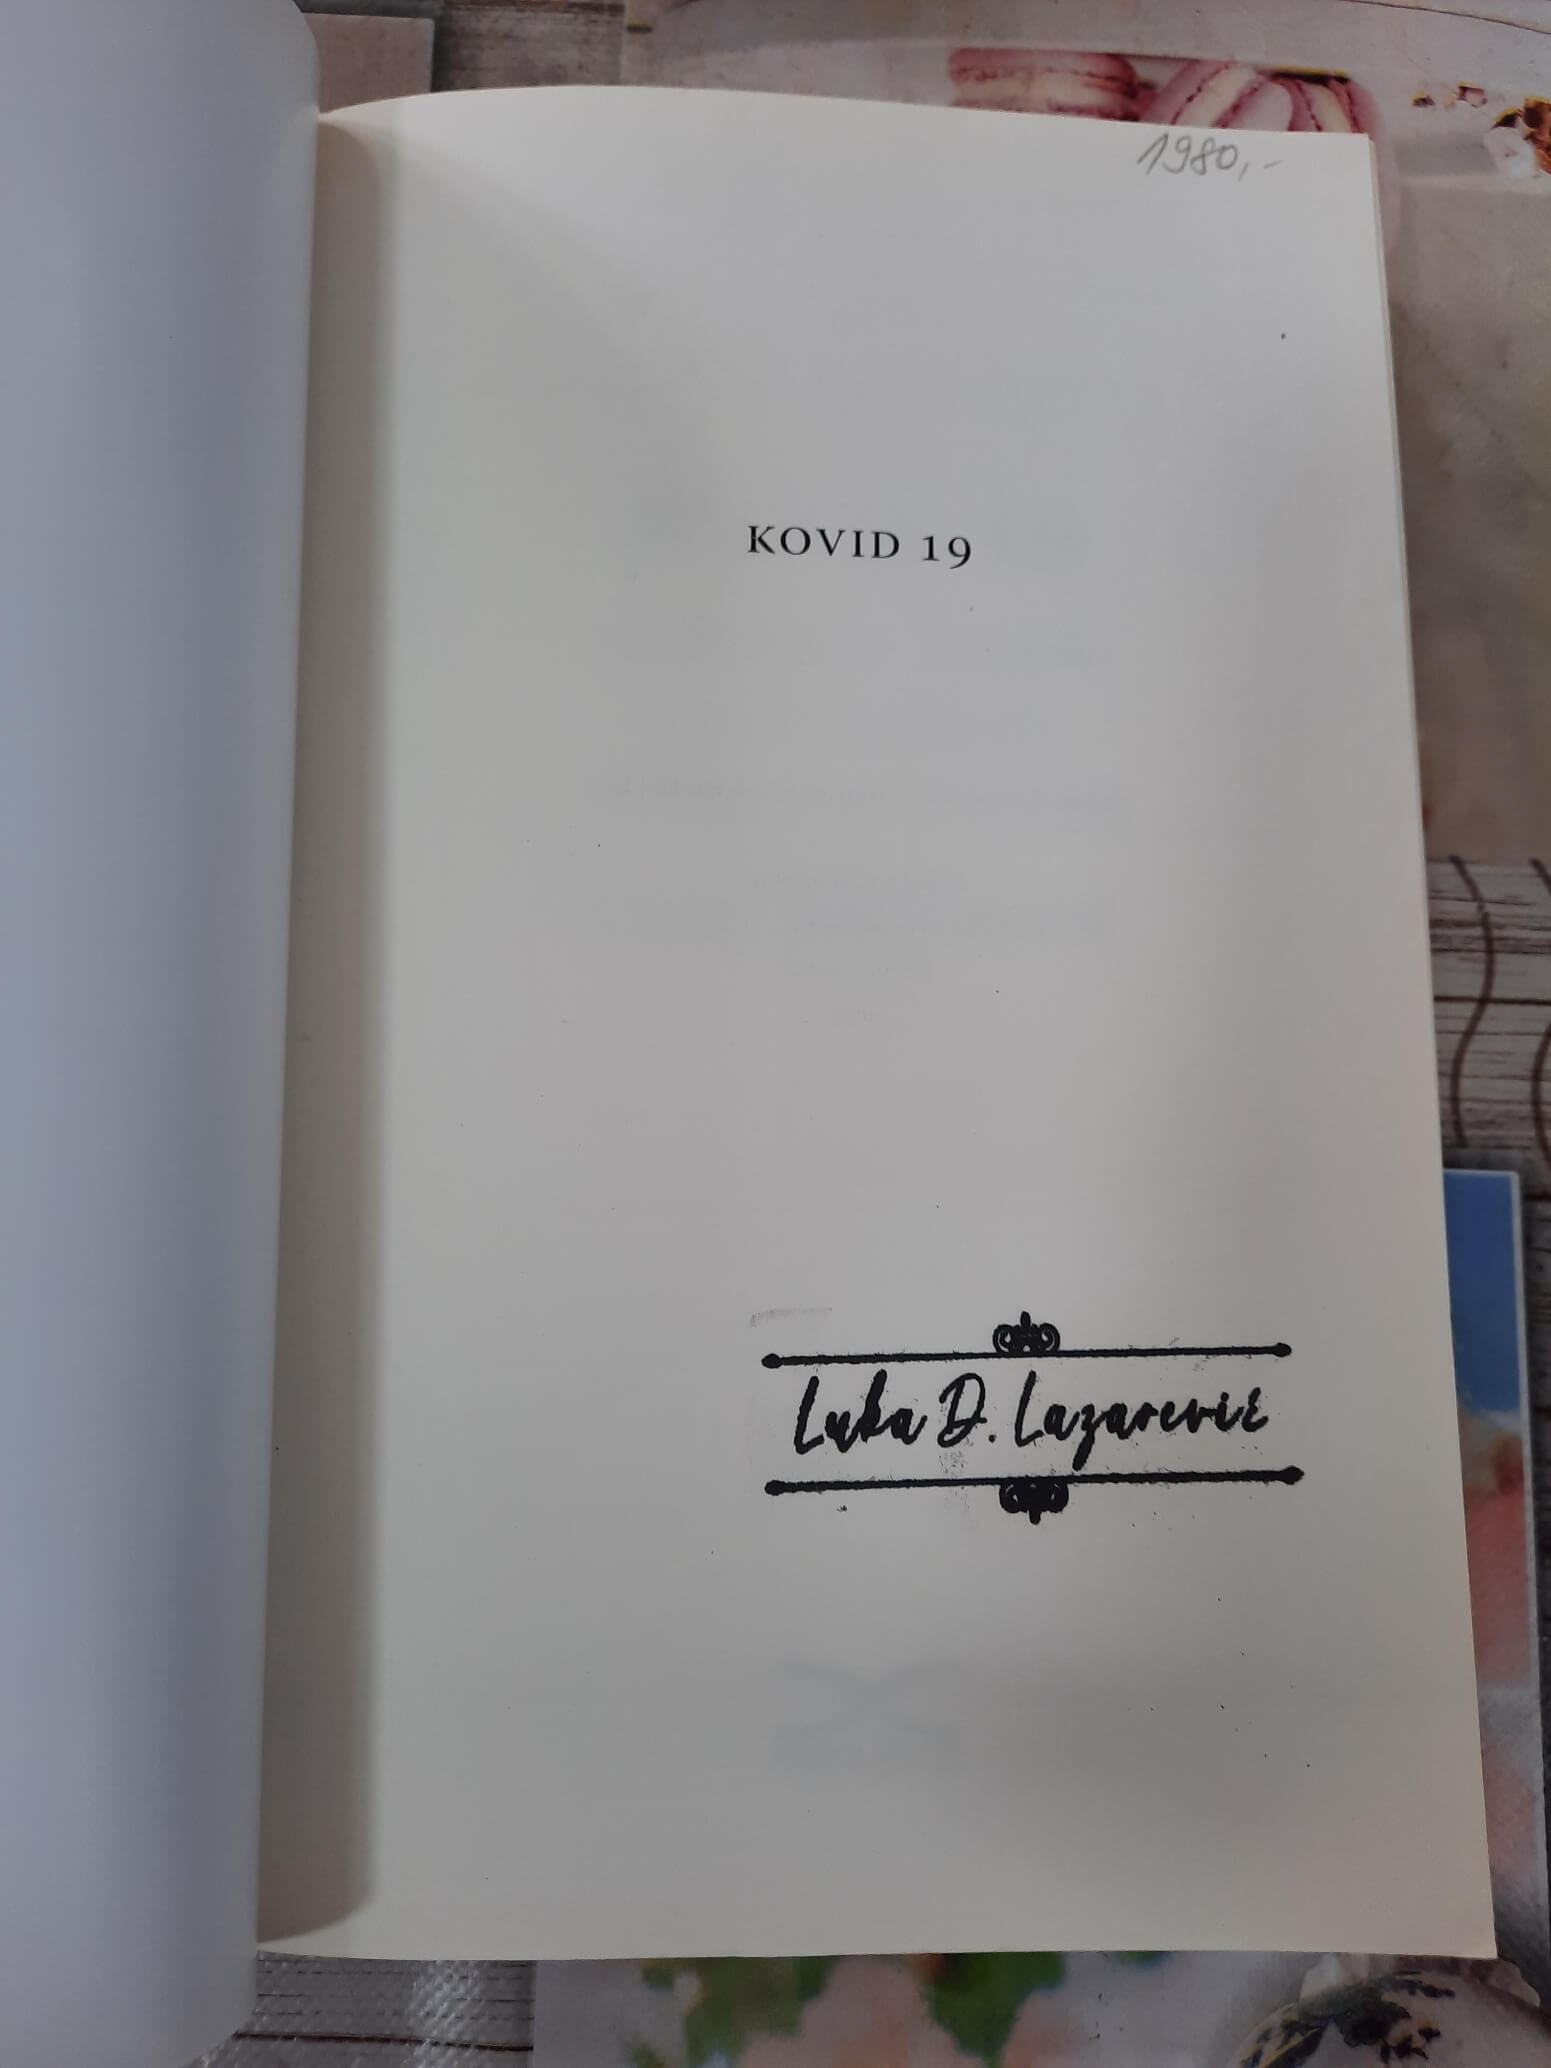 1980,-
KOVID 19
Luka D. Lazarević